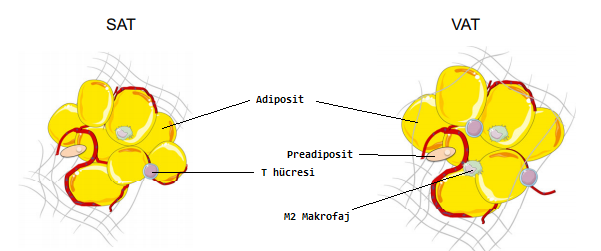 SAT
VAT
Adiposit
Preadiposit
T hücresi
M2 Makrofaj